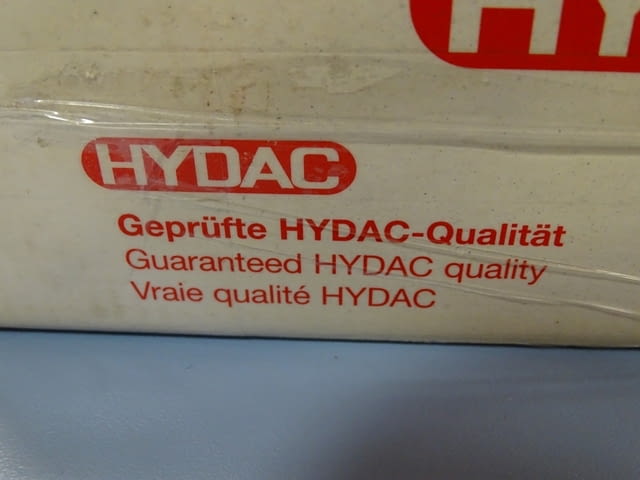 HYDAC
Geprüfte HYDAC-Qualität
Guaranteed HYDAC quality
Vraie qualité HYDAC